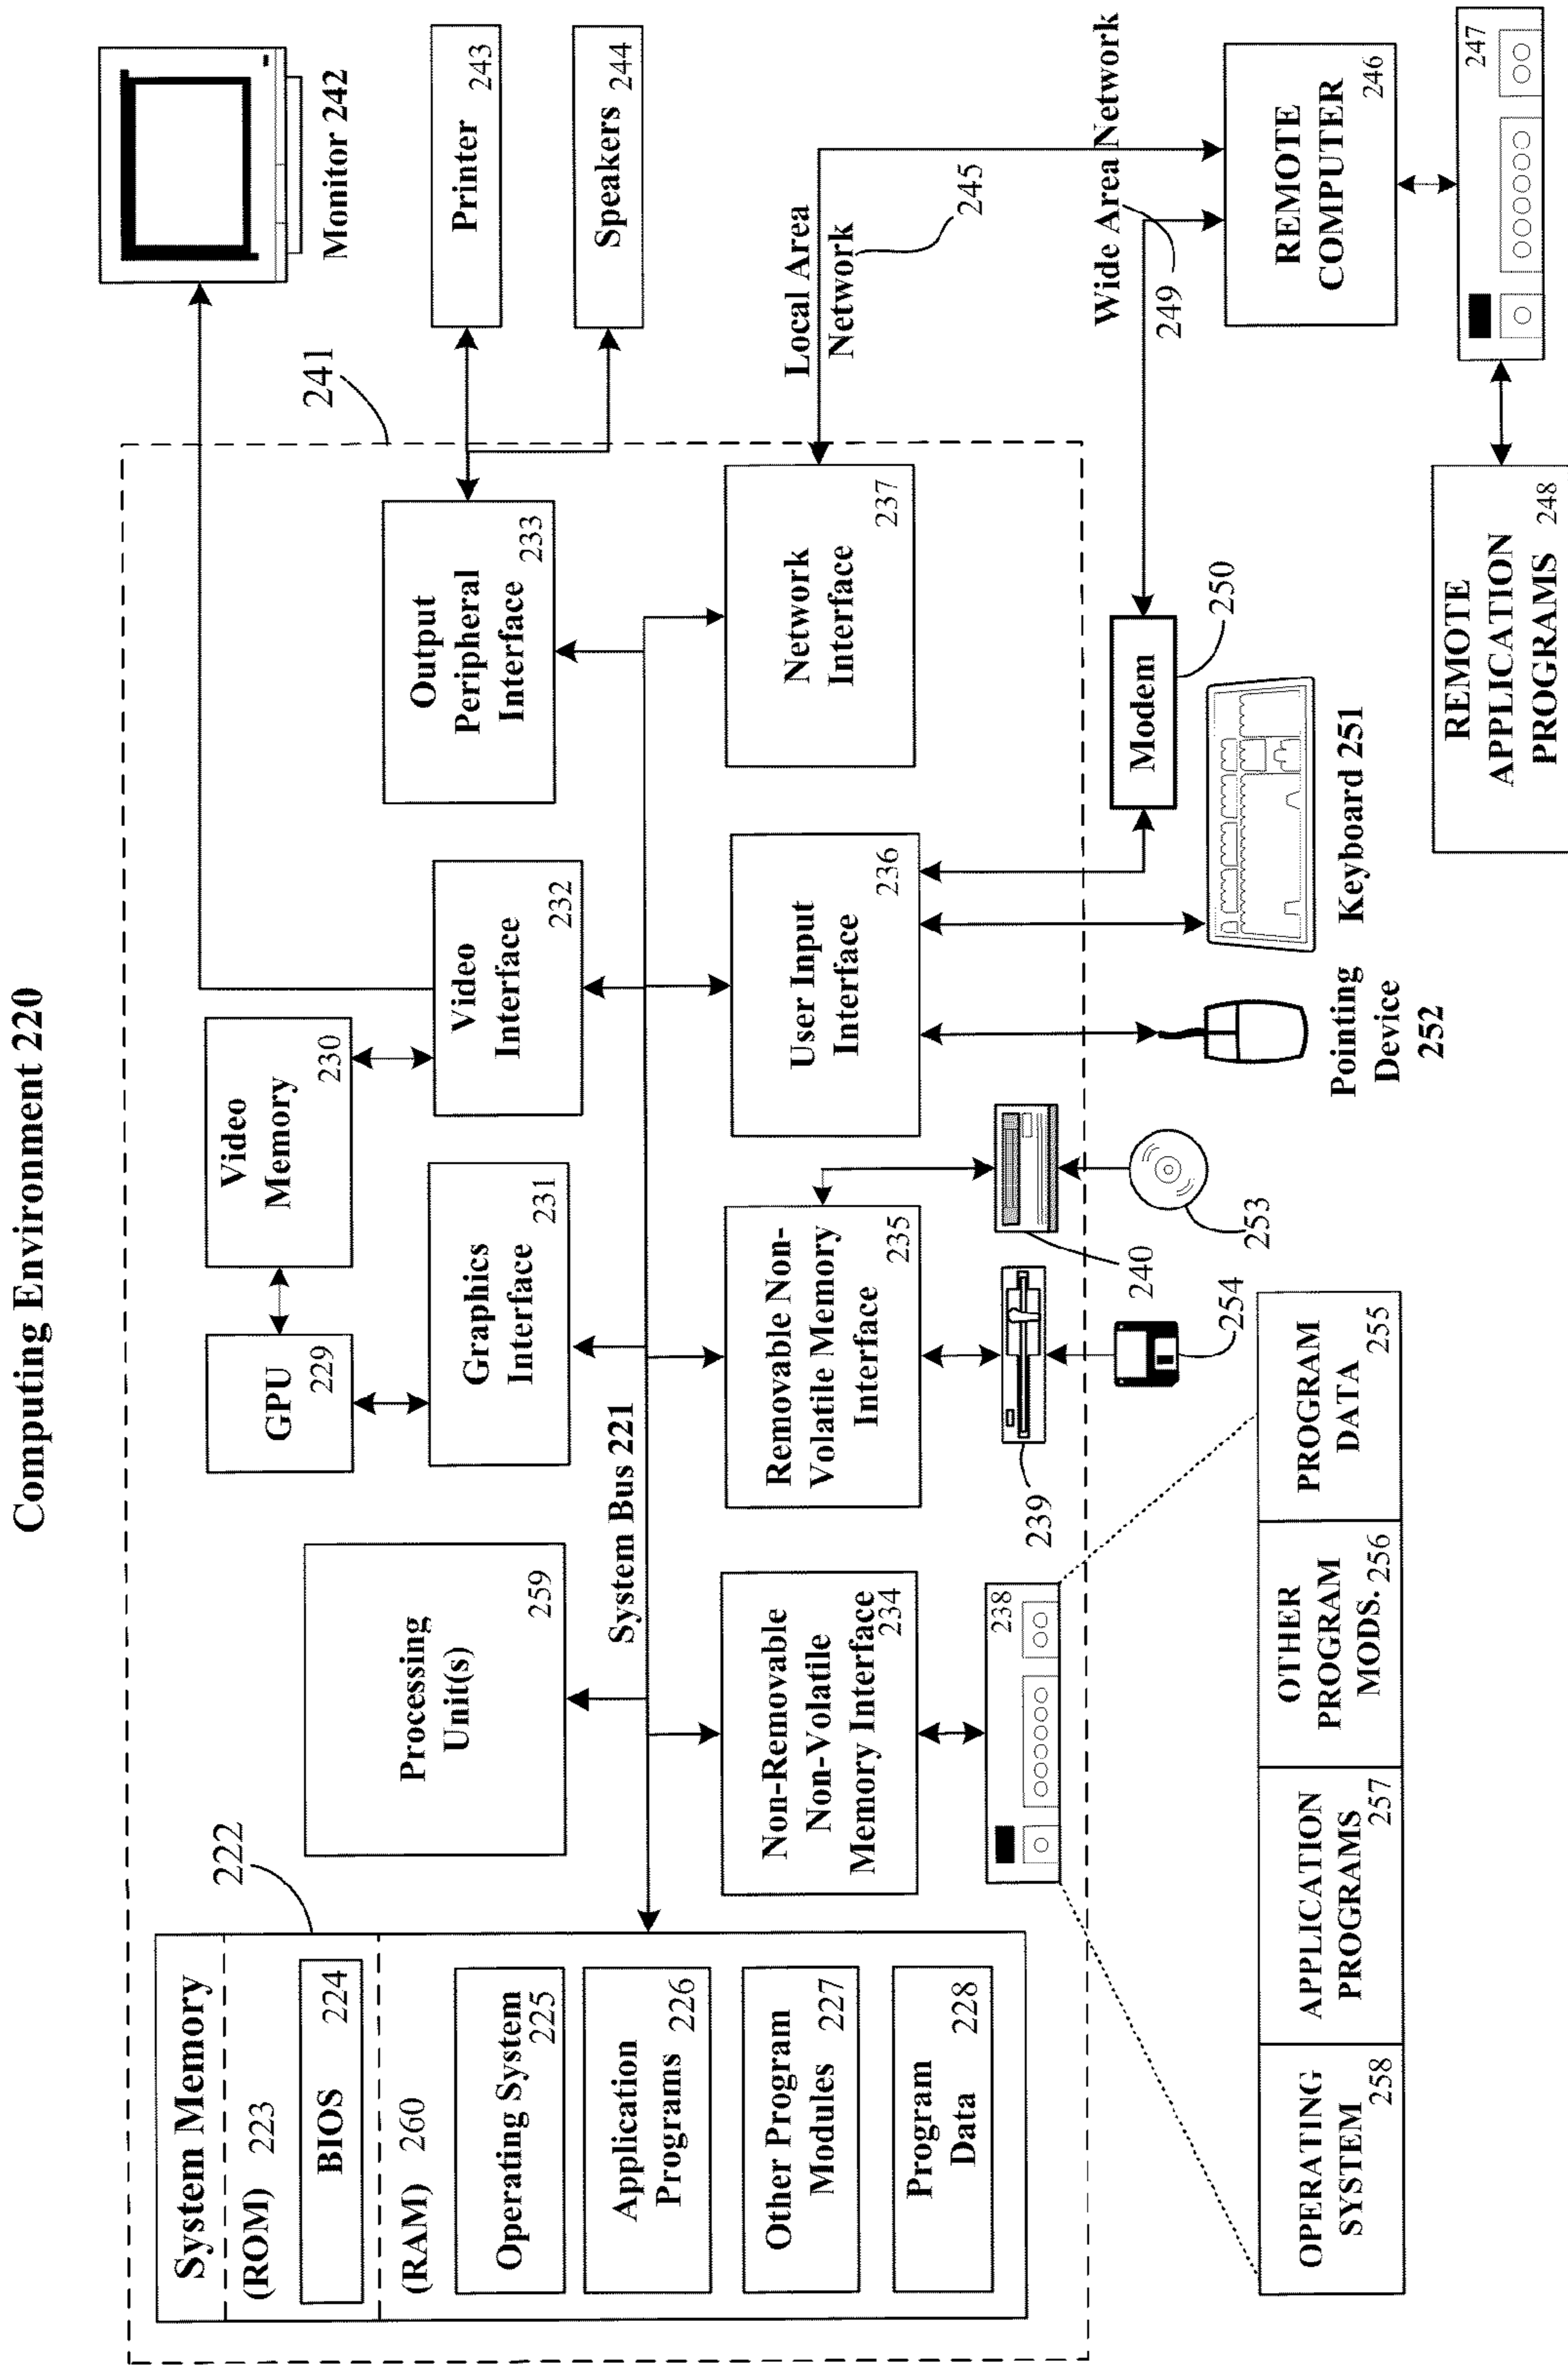 Computing Environment 220
System Memory
222
(ROM) 223
BIOS 224
(RAM) 260
Operating System
225
Application
Programs 226
Other Program
Modules 227
Program
Data 228
Processing
Unit(s)
259
GPU
229
Video
Memory
230
Graphics
Interface
231
Video
Interface
232
Output
Peripheral
Interface
233
241
Monitor 242
Printer
243
Speakers
244
System Bus 221
Non-Removable
Non-Volatile
Memory Interface
234
Removable Non-
Volatile Memory
Interface
235
User Input
Interface
236
Network
Interface
237
Local Area
Network
245
238
239
240
254
253
Modem
250
Wide Area Network
249
Pointing
Device
252
Keyboard 251
REMOTE
COMPUTER
246
247
REMOTE
APPLICATION
PROGRAMS
248
OPERATING
SYSTEM
258
APPLICATION
PROGRAMS
257
OTHER
PROGRAM
MODS.
256
PROGRAM
DATA
255